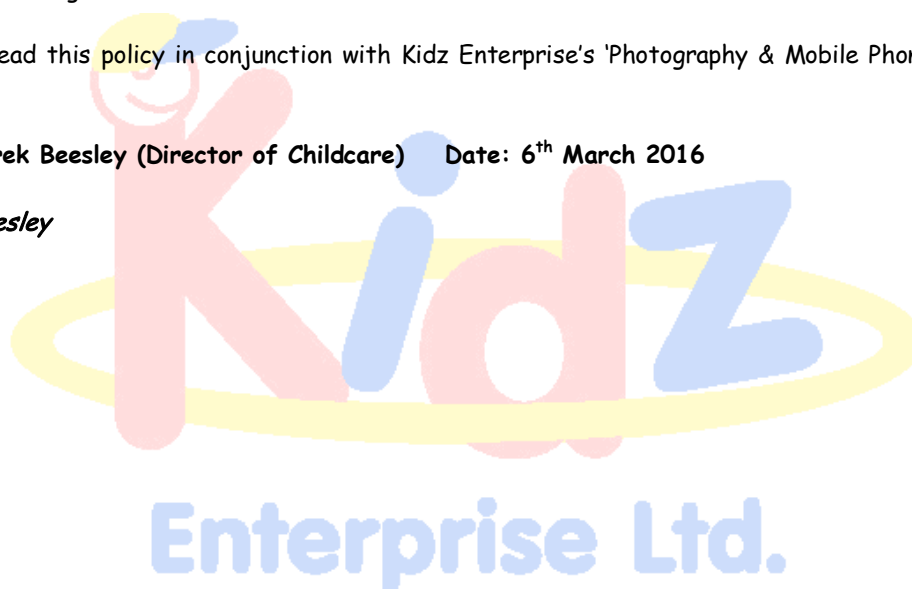 ead this policy in conjunction with Kidz Enterprise's 'Photography & Mobile Phon
rek Beesley (Director of Childcare) Date: 6th March 2016
esley
Kidz
Enterprise Ltd.